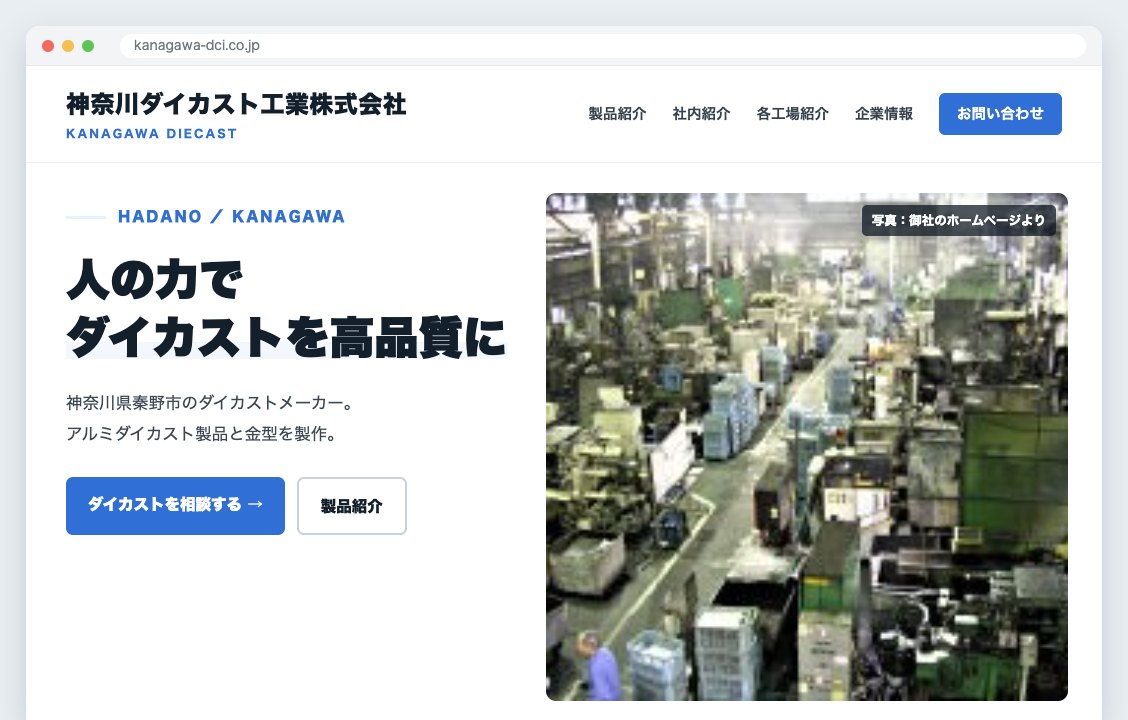 kanagawa-dci.co.jp
神奈川ダイカスト工業株式会社
KANAGAWA DIECAST
製品紹介 社内紹介 各工場紹介 企業情報 お問い合わせ
HADANO / KANAGAWA
人の力で
ダイカストを高品質に
神奈川県秦野市のダイカストメーカー。
アルミダイカスト製品と金型を製作。
ダイカストを相談する → 製品紹介
写真：御社のホームページより